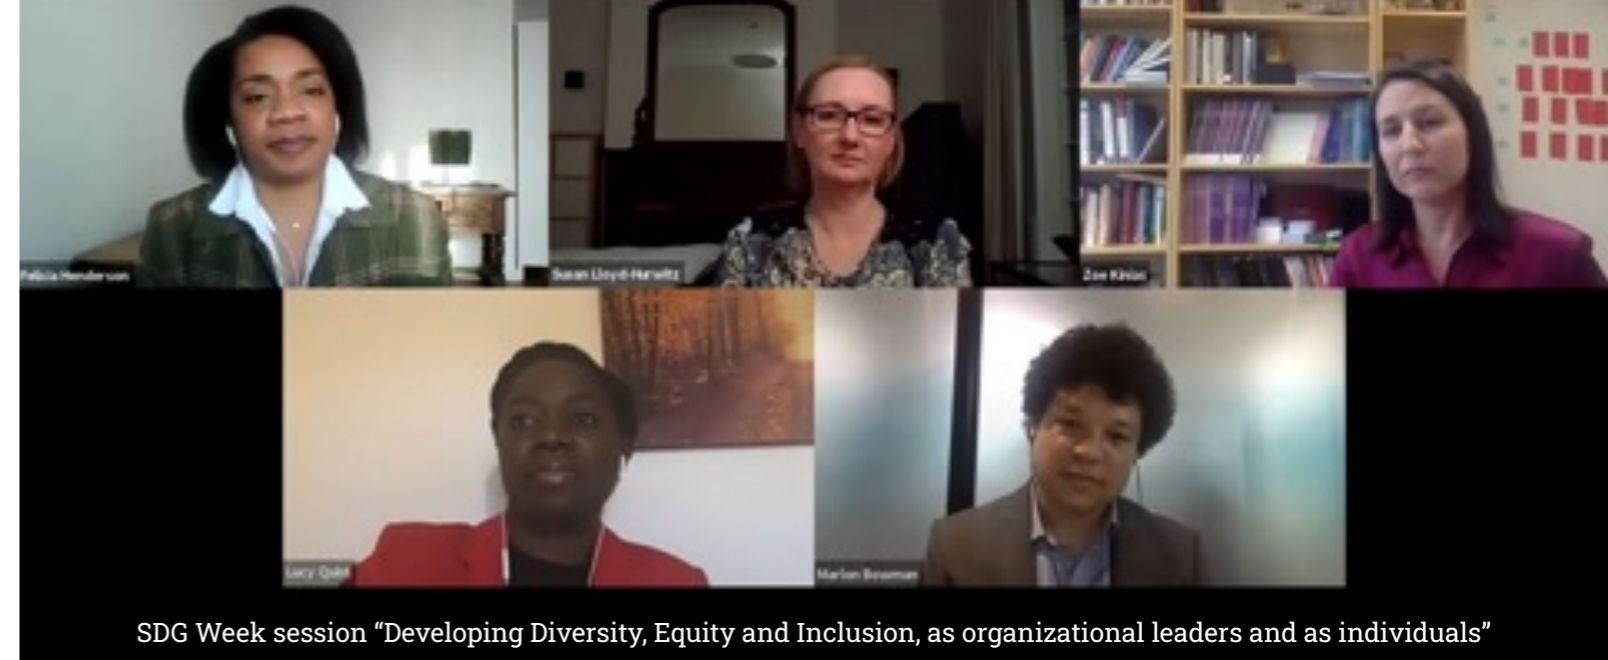 Felicia Henderson
Susan Lloyd-Hurwitz
Zoe Kinias
Lucy Quist
Marlon Bowman
SDG Week session “Developing Diversity, Equity and Inclusion, as organizational leaders and as individuals”